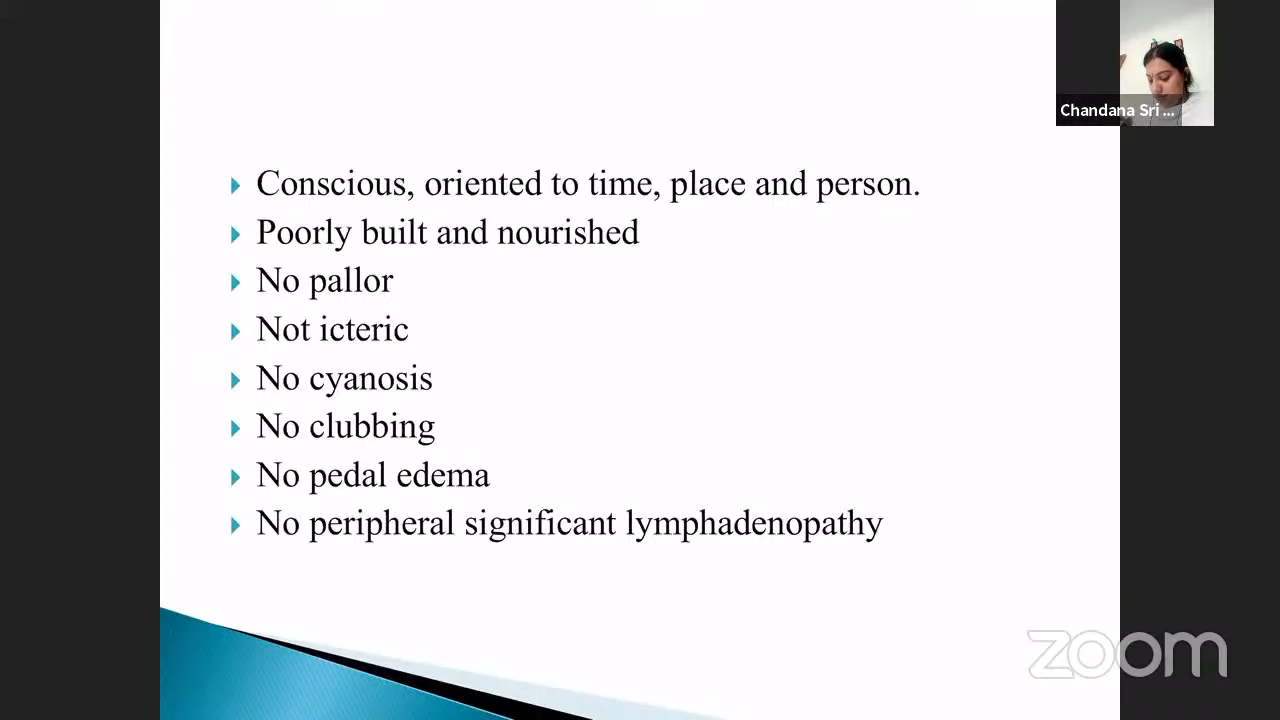 Chandana Sri ...
Conscious, oriented to time, place and person.
Poorly built and nourished
No pallor
Not icteric
No cyanosis
No clubbing
No pedal edema
No peripheral significant lymphadenopathy
zoom